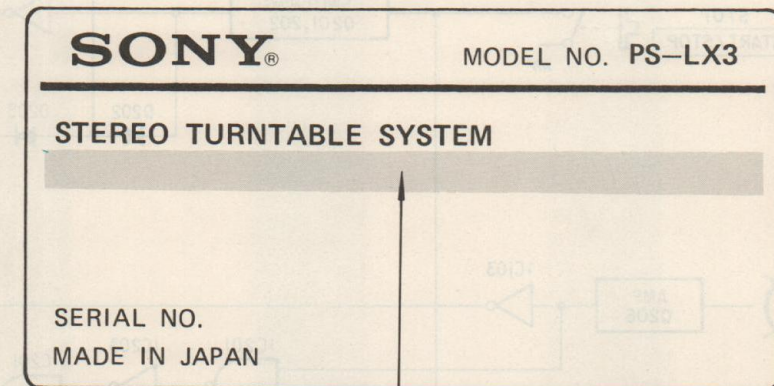 SONY®
MODEL NO. PS–LX3
STEREO TURNTABLE SYSTEM
SERIAL NO.
MADE IN JAPAN